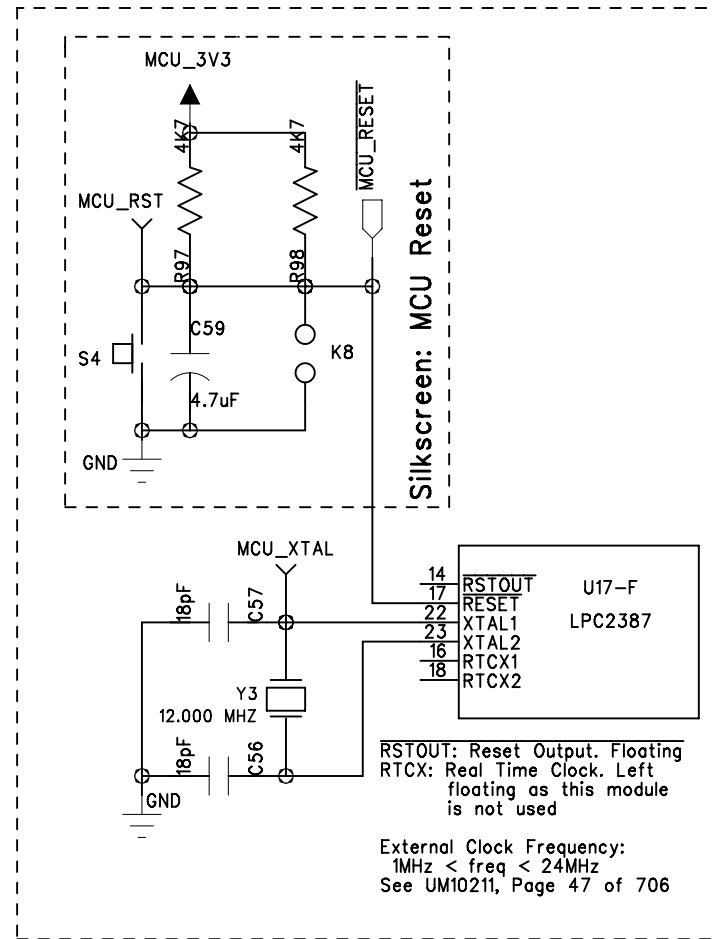 MCU_3V3
4K7
4K7
MCU_RESET
MCU_RST
R97
R98
Silkscreen: MCU Reset
C59
S4
K8
4.7uF
GND
MCU_XTAL
18pF
C57
14
RSTOUT
17
RESET
22
XTAL1
23
XTAL2
16
RTCX1
18
RTCX2
U17-F
LPC2387
Y3
12.000 MHZ
18pF
C56
GND
RSTOUT: Reset Output. Floating
RTCX: Real Time Clock. Left
floating as this module
is not used
External Clock Frequency:
1MHz < freq < 24MHz
See UM10211, Page 47 of 706